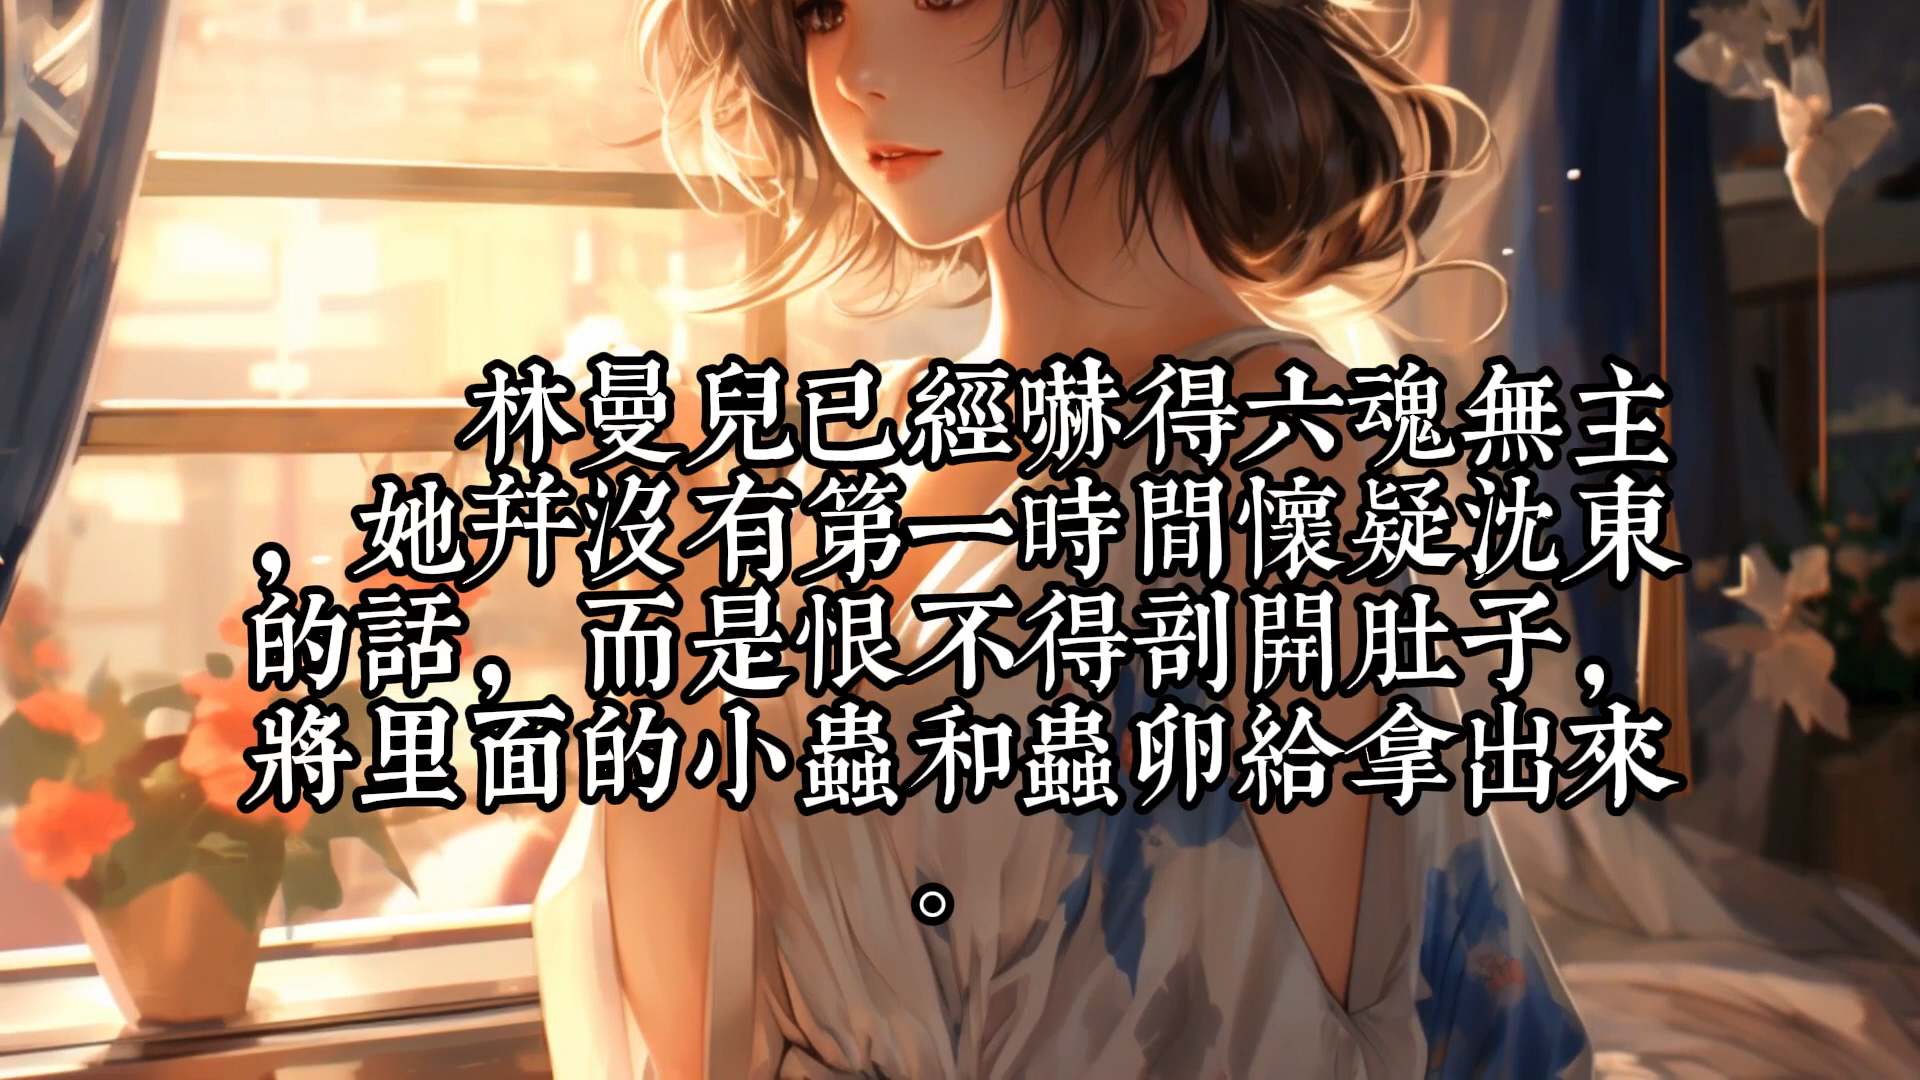 林曼兒已經嚇得六魂無主
，她并沒有第一時間懷疑沈東
的話，而是恨不得剖開肚子，
將里面的小蟲和蟲卵給拿出來
。